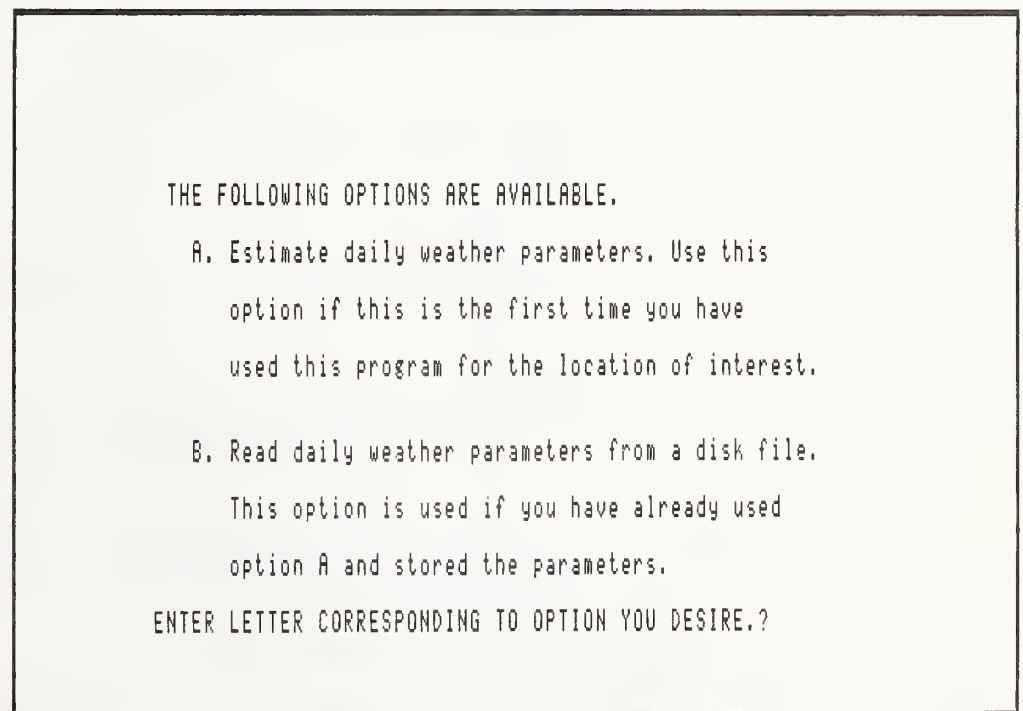 THE FOLLOWING OPTIONS ARE AVAILABLE.
A. Estimate daily weather parameters. Use this
option if this is the first time you have
used this program for the location of interest.
B. Read daily weather parameters from a disk file.
This option is used if you have already used
option A and stored the parameters.
ENTER LETTER CORRESPONDING TO OPTION YOU DESIRE.?